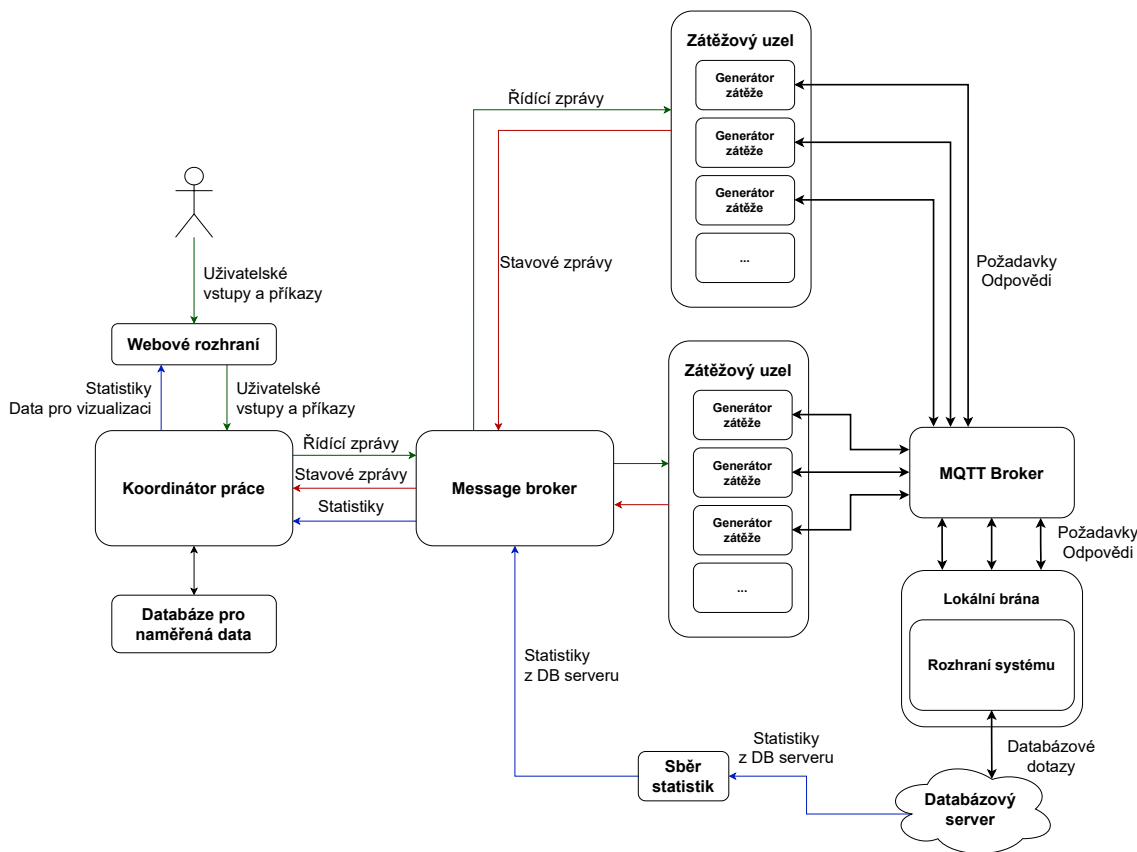 Zátěžový uzel
Generátor
zátěže
Generátor
zátěže
Generátor
zátěže
...
Řídící zprávy
Stavové zprávy
Požadavky
Odpovědi
Uživatelské
vstupy a příkazy
Webové rozhraní
Statistiky
Data pro vizualizaci
Uživatelské
vstupy a příkazy
Koordinátor práce
Řídící zprávy
Stavové zprávy
Statistiky
Message broker
Zátěžový uzel
Generátor
zátěže
Generátor
zátěže
Generátor
zátěže
...
MQTT Broker
Požadavky
Odpovědi
Databáze pro
naměřená data
Lokální brána
Rozhraní systému
Statistiky
z DB serveru
Statistiky
z DB serveru
Databázové
dotazy
Sběr
statistik
Databázový
server